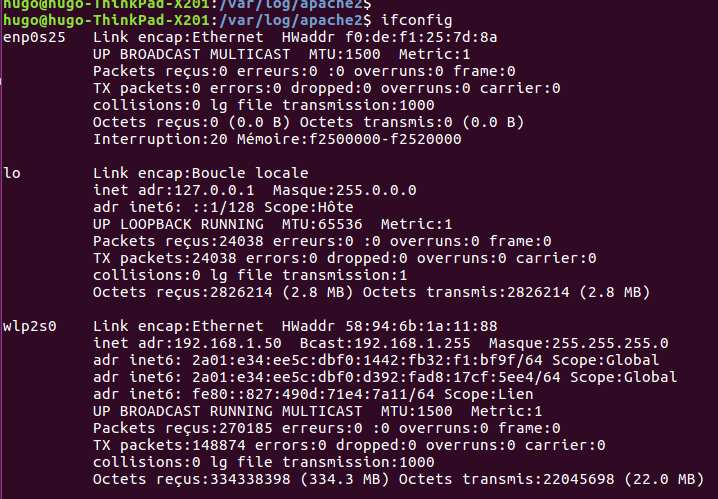 hugo@hugo-ThinkPad-X201:/var/log/apache2$
hugo@hugo-ThinkPad-X201:/var/log/apache2$ ifconfig
enp0s25   Link encap:Ethernet  HWaddr f0:de:f1:25:7d:8a
          UP BROADCAST MULTICAST  MTU:1500  Metric:1
          Packets reçus:0 erreurs:0 :0 overruns:0 frame:0
          TX packets:0 errors:0 dropped:0 overruns:0 carrier:0
          collisions:0 lg file transmission:1000
          Octets reçus:0 (0.0 B) Octets transmis:0 (0.0 B)
          Interruption:20 Mémoire:f2500000-f2520000

lo        Link encap:Boucle locale
          inet adr:127.0.0.1  Masque:255.0.0.0
          adr inet6: ::1/128 Scope:Hôte
          UP LOOPBACK RUNNING  MTU:65536  Metric:1
          Packets reçus:24038 erreurs:0 :0 overruns:0 frame:0
          TX packets:24038 errors:0 dropped:0 overruns:0 carrier:0
          collisions:0 lg file transmission:1
          Octets reçus:2826214 (2.8 MB) Octets transmis:2826214 (2.8 MB)

wlp2s0    Link encap:Ethernet  HWaddr 58:94:6b:1a:11:88
          inet adr:192.168.1.50  Bcast:192.168.1.255  Masque:255.255.255.0
          adr inet6: 2a01:e34:ee5c:dbf0:1442:fb32:f1:bf9f/64 Scope:Global
          adr inet6: 2a01:e34:ee5c:dbf0:d392:fad8:17cf:5ee4/64 Scope:Global
          adr inet6: fe80::827:490d:71e4:7a11/64 Scope:Lien
          UP BROADCAST RUNNING MULTICAST  MTU:1500  Metric:1
          Packets reçus:270185 erreurs:0 :0 overruns:0 frame:0
          TX packets:148874 errors:0 dropped:0 overruns:0 carrier:0
          collisions:0 lg file transmission:1000
          Octets reçus:334338398 (334.3 MB) Octets transmis:22045698 (22.0 MB)